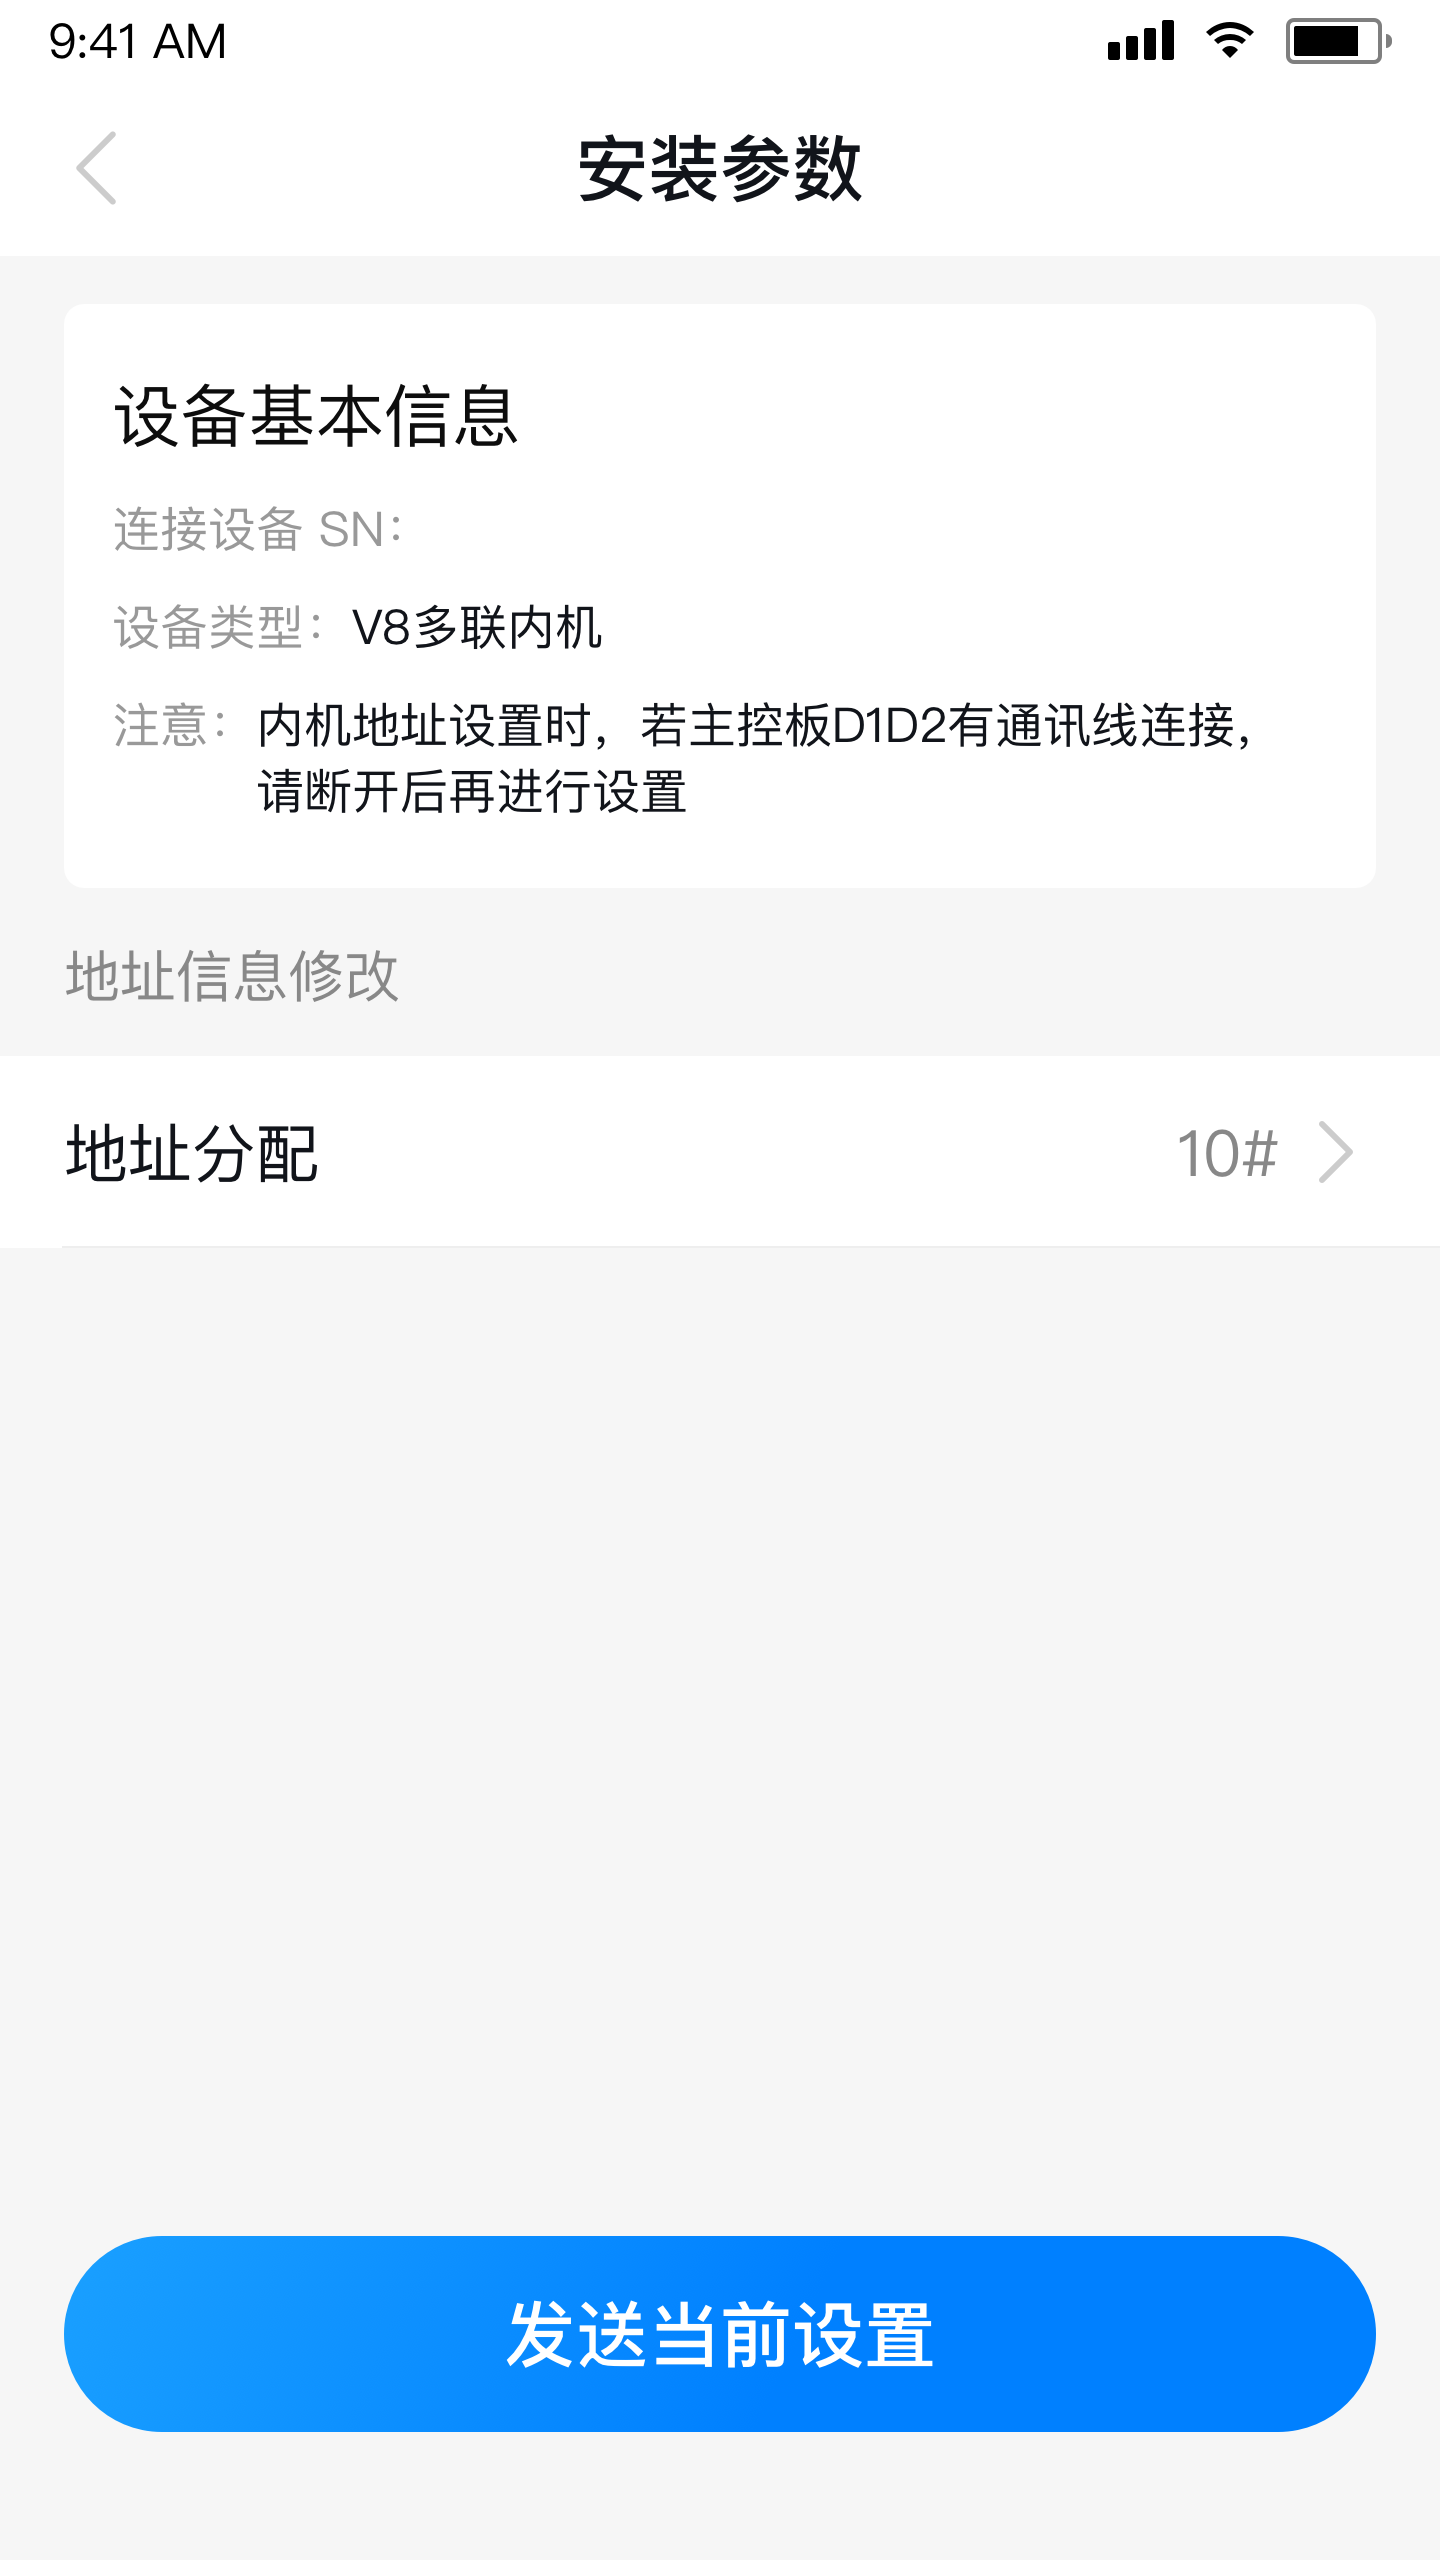 9:41 AM
安装参数
设备基本信息
连接设备 SN：
设备类型：V8多联内机
注意：内机地址设置时，若主控板D1D2有通讯线连接，
请断开后再进行设置
地址信息修改
地址分配 10#
发送当前设置